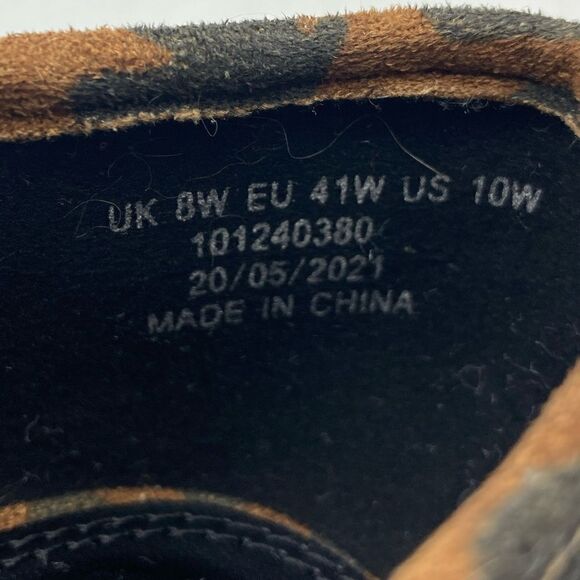 UK 8W EU 41W US 10W
101240380
20/05/2021
MADE IN CHINA